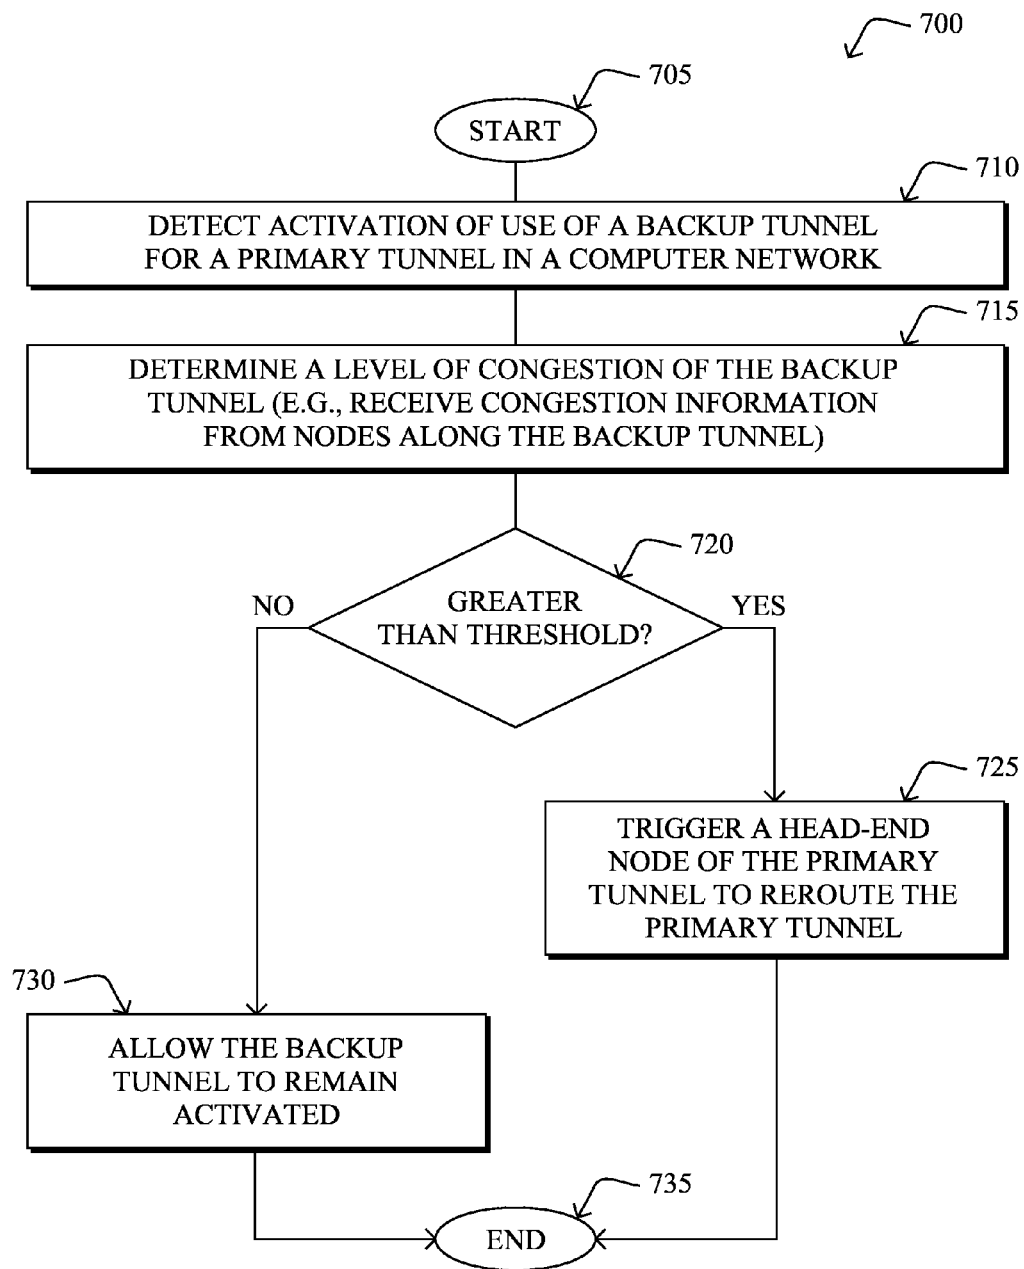 700
705
START
710
DETECT ACTIVATION OF USE OF A BACKUP TUNNEL
FOR A PRIMARY TUNNEL IN A COMPUTER NETWORK
715
DETERMINE A LEVEL OF CONGESTION OF THE BACKUP
TUNNEL (E.G., RECEIVE CONGESTION INFORMATION
FROM NODES ALONG THE BACKUP TUNNEL)
720
GREATER
THAN THRESHOLD?
NO
YES
725
TRIGGER A HEAD-END
NODE OF THE PRIMARY
TUNNEL TO REROUTE THE
PRIMARY TUNNEL
730
ALLOW THE BACKUP
TUNNEL TO REMAIN
ACTIVATED
735
END